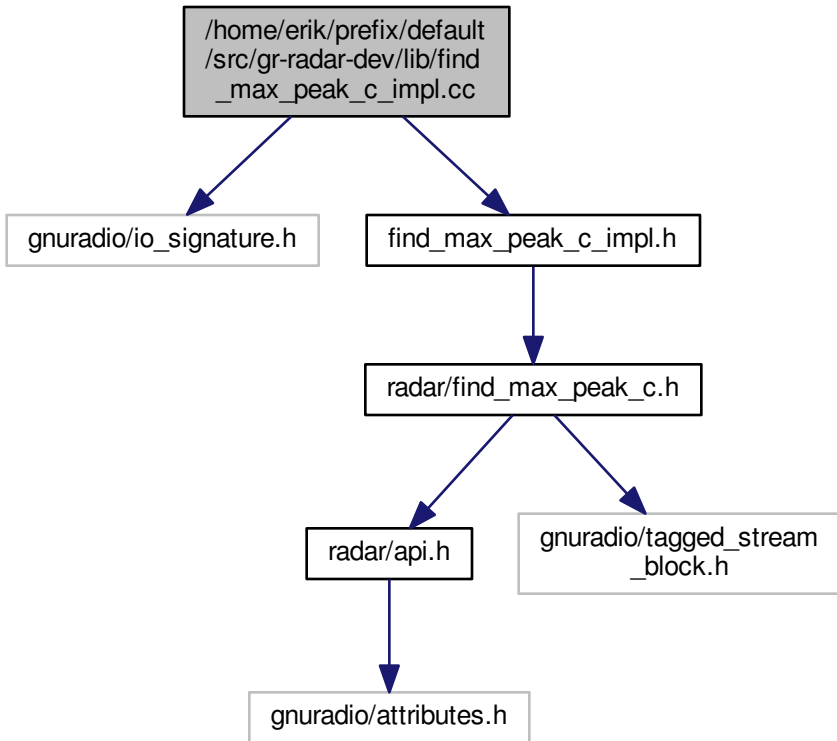 /home/erik/prefix/default
/src/gr-radar-dev/lib/find
_max_peak_c_impl.cc
gnuradio/io_signature.h
find_max_peak_c_impl.h
radar/find_max_peak_c.h
radar/api.h
gnuradio/tagged_stream
_block.h
gnuradio/attributes.h